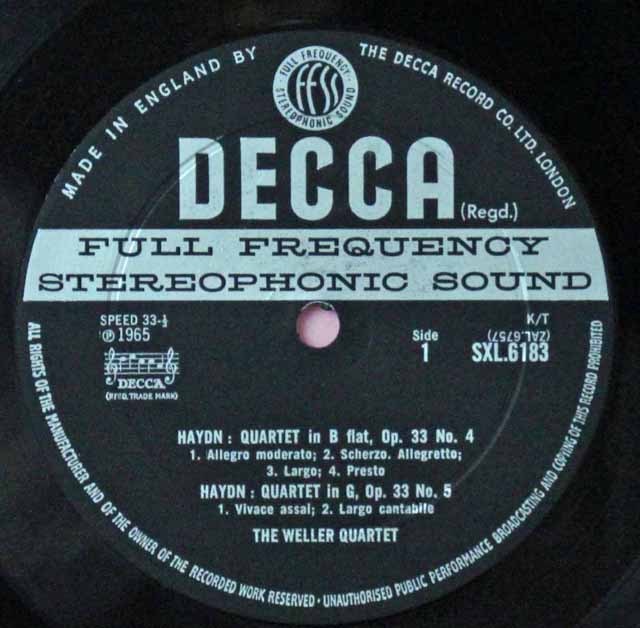 MADE IN ENGLAND BY
THE DECCA RECORD CO. LTD. LONDON
FULL FREQUENCY
FFSS
STEREOPHONIC SOUND
DECCA
(Regd.)
FULL FREQUENCY
STEREOPHONIC SOUND
SPEED 33-⅓
Ⓟ 1965
DECCA
(REGD. TRADE MARK)
K/T
(ZAL.6757)
Side
1
SXL.6183
HAYDN : QUARTET in B flat, Op. 33 No. 4
1. Allegro moderato; 2. Scherzo. Allegretto;
3. Largo; 4. Presto
HAYDN : QUARTET in G, Op. 33 No. 5
1. Vivace assai; 2. Largo cantabile
THE WELLER QUARTET
ALL RIGHTS OF THE MANUFACTURER AND OF THE OWNER OF THE RECORDED WORK RESERVED · UNAUTHORISED PUBLIC PERFORMANCE BROADCASTING AND COPYING OF THIS RECORD PROHIBITED